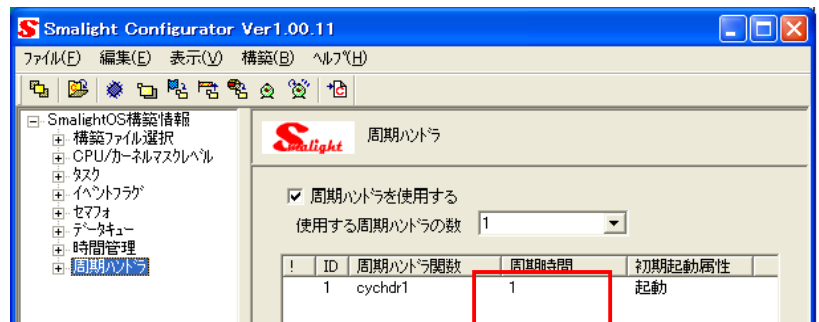 Smalight Configurator Ver1.00.11
ﾌｧｲﾙ(F) 編集(E) 表示(V) 構築(B) ﾍﾙﾌﾟ(H)
SmalightOS構築情報
構築ﾌｧｲﾙ選択
CPU/ｶｰﾈﾙﾏｽｸﾚﾍﾞﾙ
ﾀｽｸ
ｲﾍﾞﾝﾄﾌﾗｸﾞ
ｾﾏﾌｫ
ﾃﾞｰﾀｷｭｰ
時間管理
周期ﾊﾝﾄﾞﾗ
Smalight 周期ﾊﾝﾄﾞﾗ
周期ﾊﾝﾄﾞﾗを使用する
使用する周期ﾊﾝﾄﾞﾗの数 1
! ID 周期ﾊﾝﾄﾞﾗ関数 周期時間 初期起動属性
1 cychdr1 1 起動